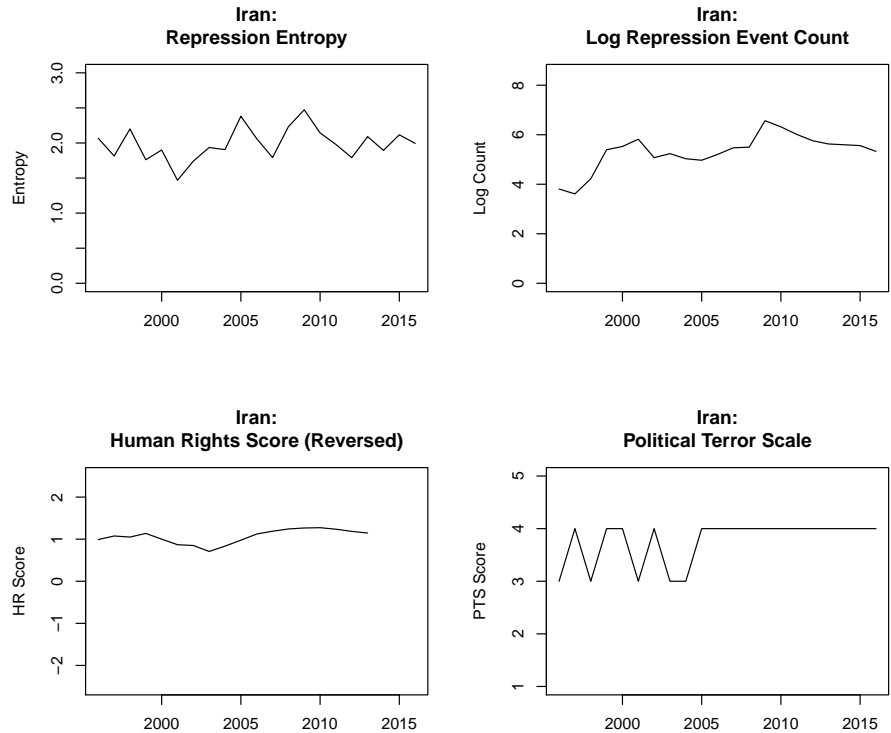 Iran:
Repression Entropy
Entropy
3.0
2.0
1.0
0.0
2000 2005 2010 2015
Iran:
Log Repression Event Count
Log Count
8
6
4
2
0
2000 2005 2010 2015
Iran:
Human Rights Score (Reversed)
HR Score
2
1
0
−1
−2
2000 2005 2010 2015
Iran:
Political Terror Scale
PTS Score
5
4
3
2
1
2000 2005 2010 2015